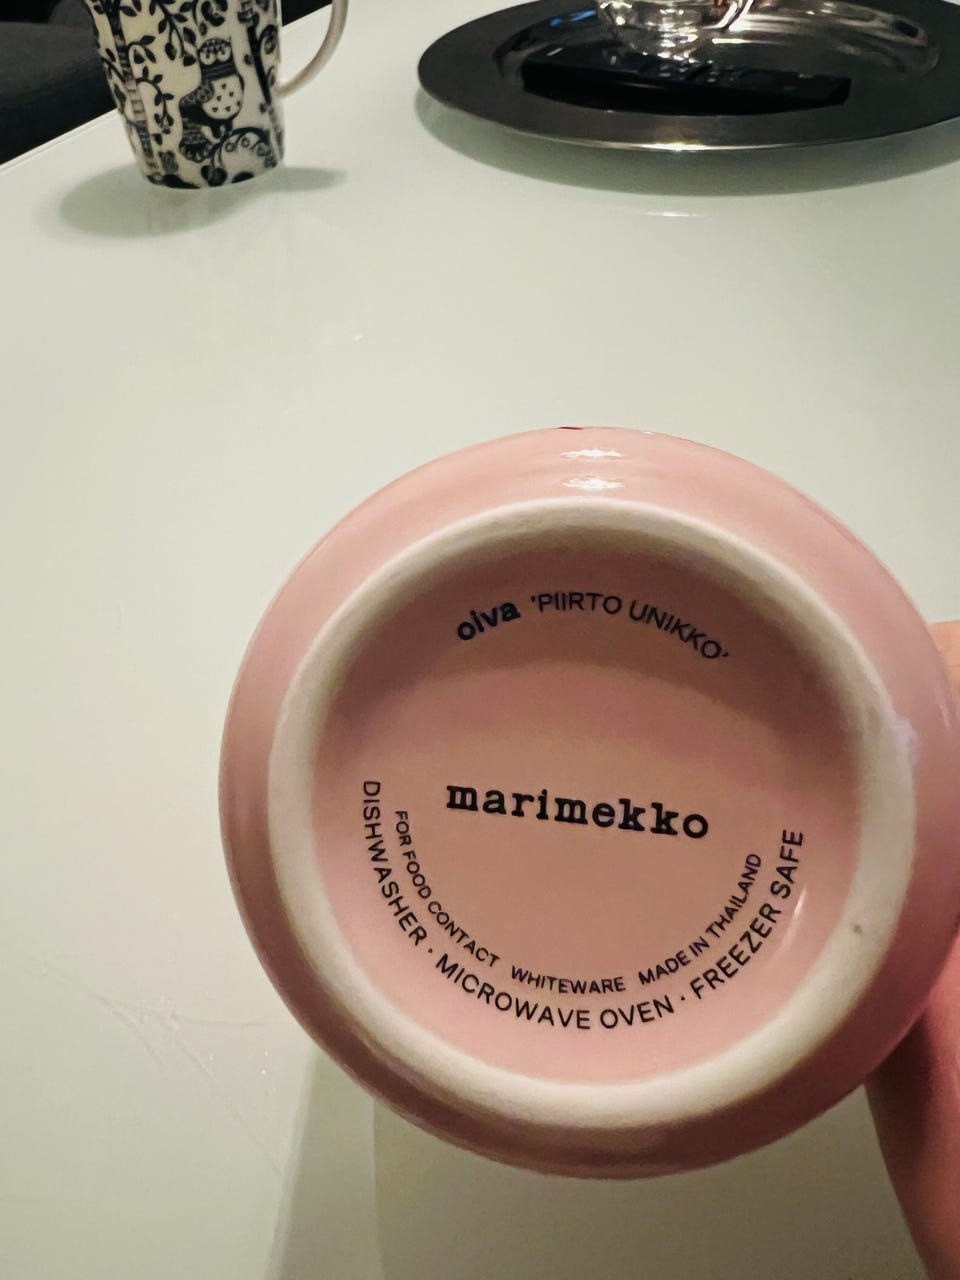 oiva 'PIIRTO UNIKKO'
marimekko
FOR FOOD CONTACT WHITEWARE MADE IN THAILAND
DISHWASHER · MICROWAVE OVEN · FREEZER SAFE